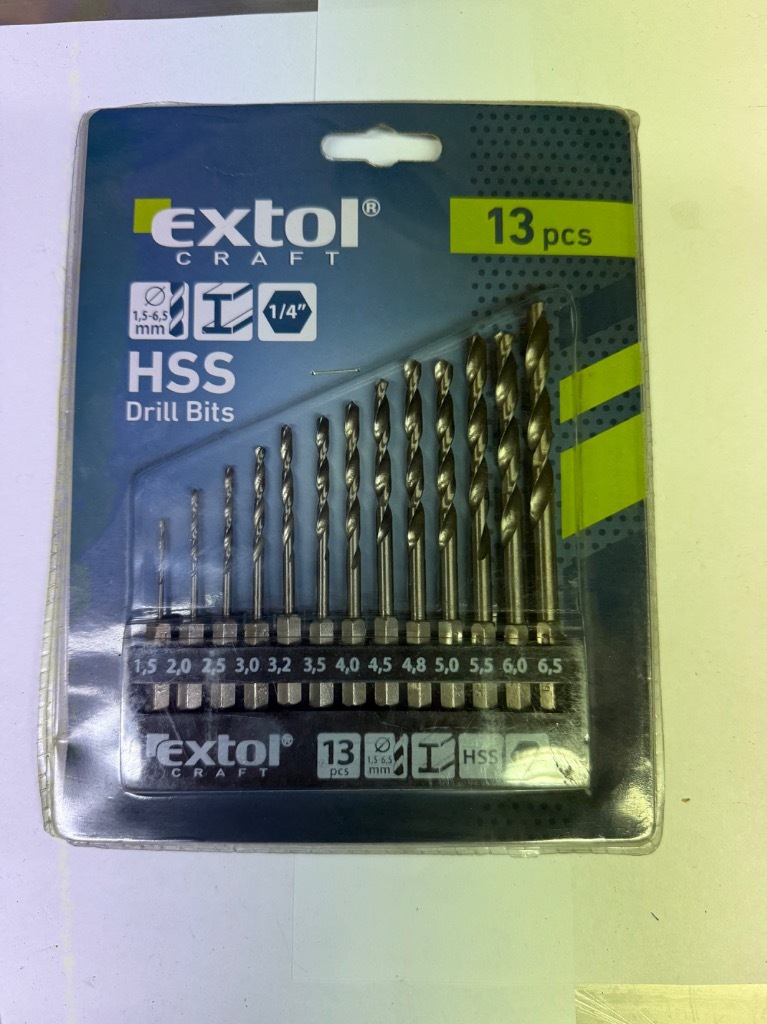 extol®
CRAFT
13 pcs
1,5-6,5
mm
1/4"
HSS
Drill Bits
1,5 2,0 2,5 3,0 3,2 3,5 4,0 4,5 4,8 5,0 5,5 6,0 6,5
extol®
CRAFT
13
pcs
1,5-6,5
mm
HSS